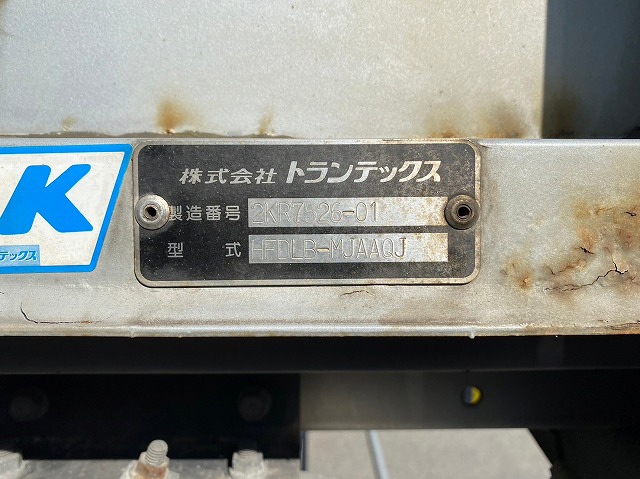 株式会社 トランテックス
製造番号 2KR7526-01
型 式 HFDLB-MJAAQJ
K
テックス